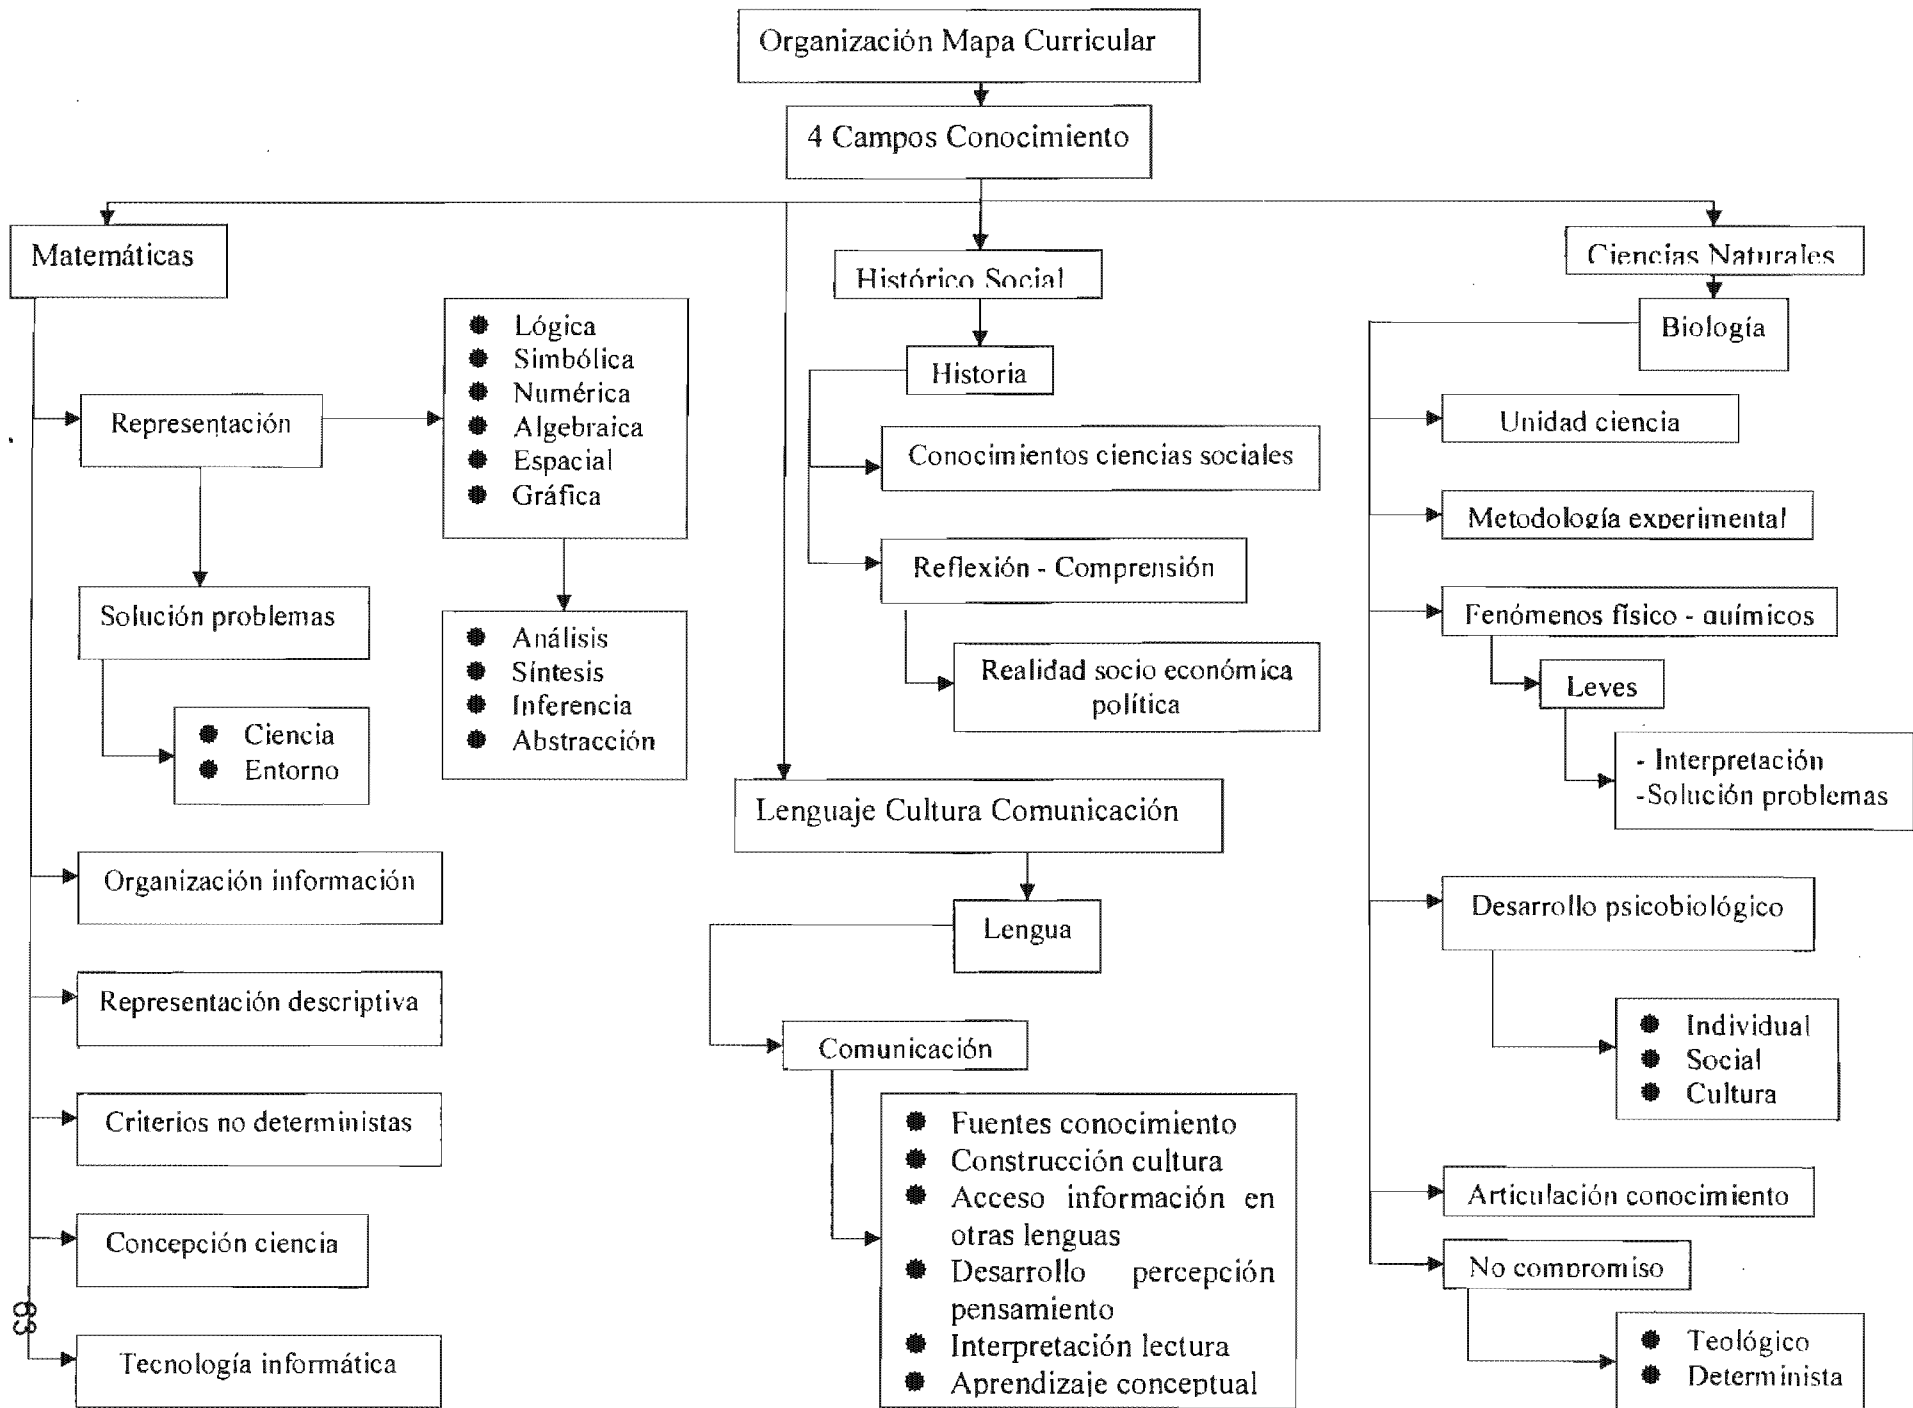 Organización Mapa Curricular
4 Campos Conocimiento
Matemáticas
Representación
● Lógica
● Simbólica
● Numérica
● Algebraica
● Espacial
● Gráfica
● Análisis
● Síntesis
● Inferencia
● Abstracción
Solución problemas
● Ciencia
● Entorno
Organización información
Representación descriptiva
Criterios no deterministas
Concepción ciencia
Tecnología informática
Histórico Social
Historia
Conocimientos ciencias sociales
Reflexión - Comprensión
Realidad socio económica
política
Lenguaje Cultura Comunicación
Lengua
Comunicación
● Fuentes conocimiento
● Construcción cultura
● Acceso información en
otras lenguas
● Desarrollo percepción
pensamiento
● Interpretación lectura
● Aprendizaje conceptual
Ciencias Naturales
Biología
Unidad ciencia
Metodología experimental
Fenómenos físico - químicos
Leyes
- Interpretación
-Solución problemas
Desarrollo psicobiológico
● Individual
● Social
● Cultura
Articulación conocimiento
No compromiso
● Teológico
● Determinista
63